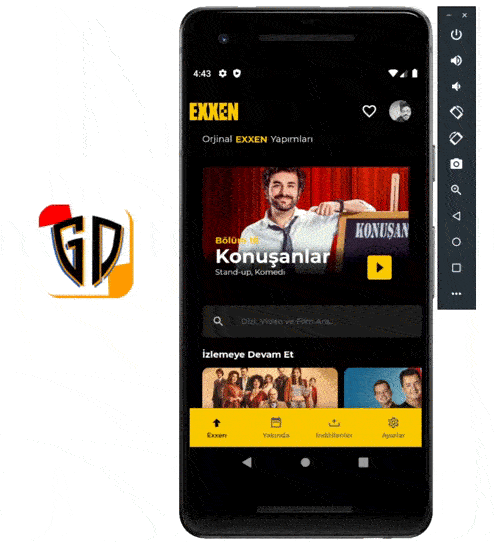 4:43
EXXEN
Orjinal EXXEN Yapımları
KONUŞAN
Bölüm
Konuşanlar
Stand-up, Komedi
Dizi, Video ve Film Ara..
İzlemeye Devam Et
Exxen
Yakında
İndirilenler
Ayarlar
GD